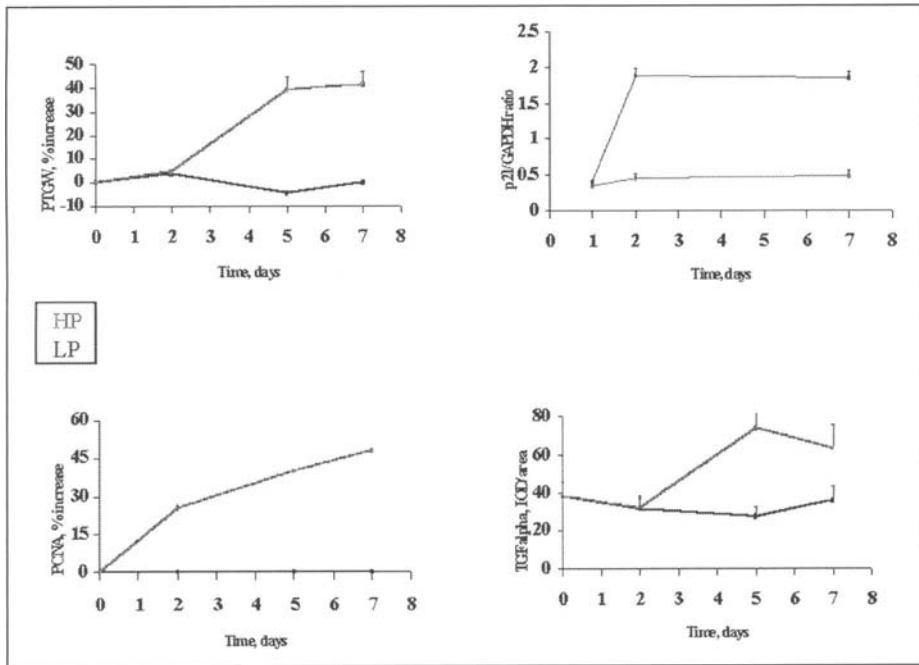 PTGW, % increase
50
40
30
20
10
0
-10
0 1 2 3 4 5 6 7 8
Time, days
p21/GAPDH ratio
2.5
2
1.5
1
0.5
0
0 1 2 3 4 5 6 7 8
Time, days
HP
LP
PCNA, % increase
60
45
30
15
0
0 1 2 3 4 5 6 7 8
Time, days
TGF alpha, IOD/area
80
60
40
20
0
0 1 2 3 4 5 6 7 8
Time, days